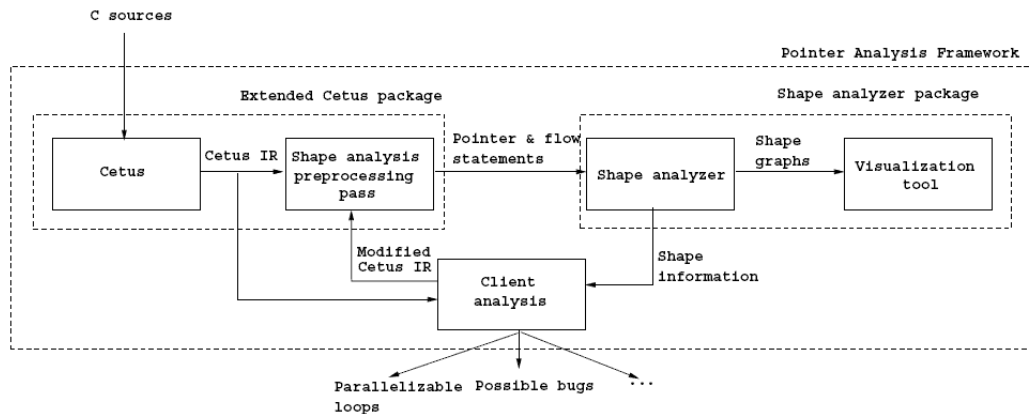 C sources
Pointer Analysis Framework
Extended Cetus package
Shape analyzer package
Cetus
Cetus IR
Shape analysis
preprocessing
pass
Pointer & flow
statements
Shape analyzer
Shape
graphs
Visualization
tool
Modified
Cetus IR
Client
analysis
Shape
information
Parallelizable
loops
Possible bugs
...